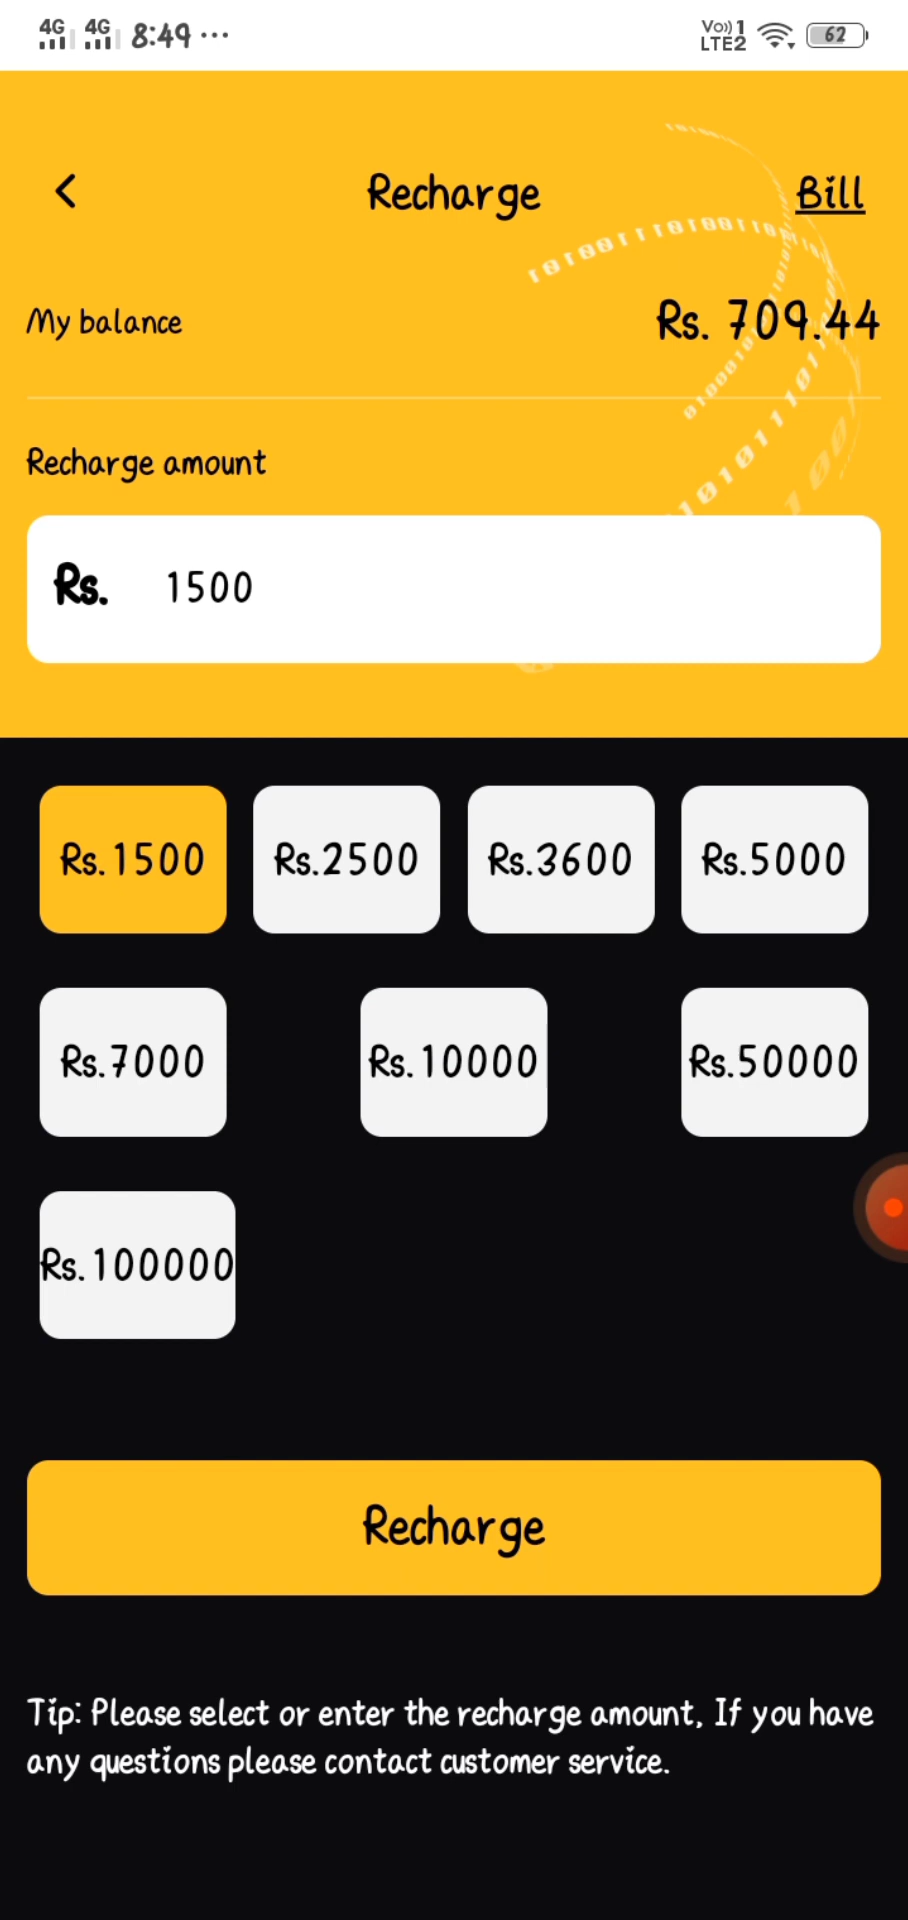 4G 4G 8:49 ... Vo)) 1 LTE2 62
Recharge Bill
My balance Rs. 709.44
Recharge amount
Rs. 1500
Rs.1500 Rs.2500 Rs.3600 Rs.5000
Rs.7000 Rs.10000 Rs.50000
Rs.100000
Recharge
Tip: Please select or enter the recharge amount, If you have
any questions please contact customer service.